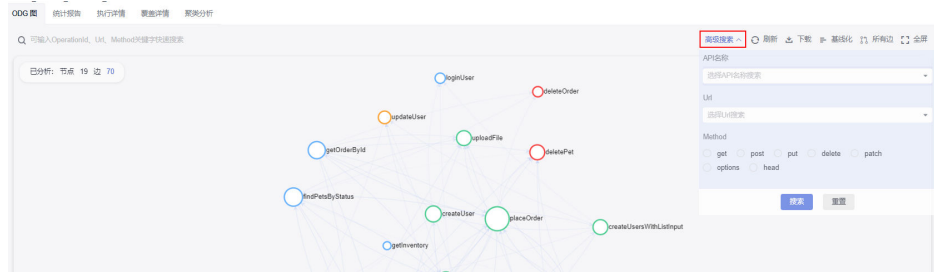 ODG 图 统计报告 执行详情 覆盖详情 聚类分析
可输入OperationId, Url, Method关键字快速搜索
高级搜索 刷新 下载 基线化 所有边 全屏
已分析: 节点 19 边 70
API名称
选择API名称搜索
Url
选择Url搜索
Method
get post put delete patch
options head
搜索 重置
loginUser
deleteOrder
updateUser
uploadFile
getOrderById
deletePet
findPetsByStatus
createUser
placeOrder
createUsersWithListInput
getInventory